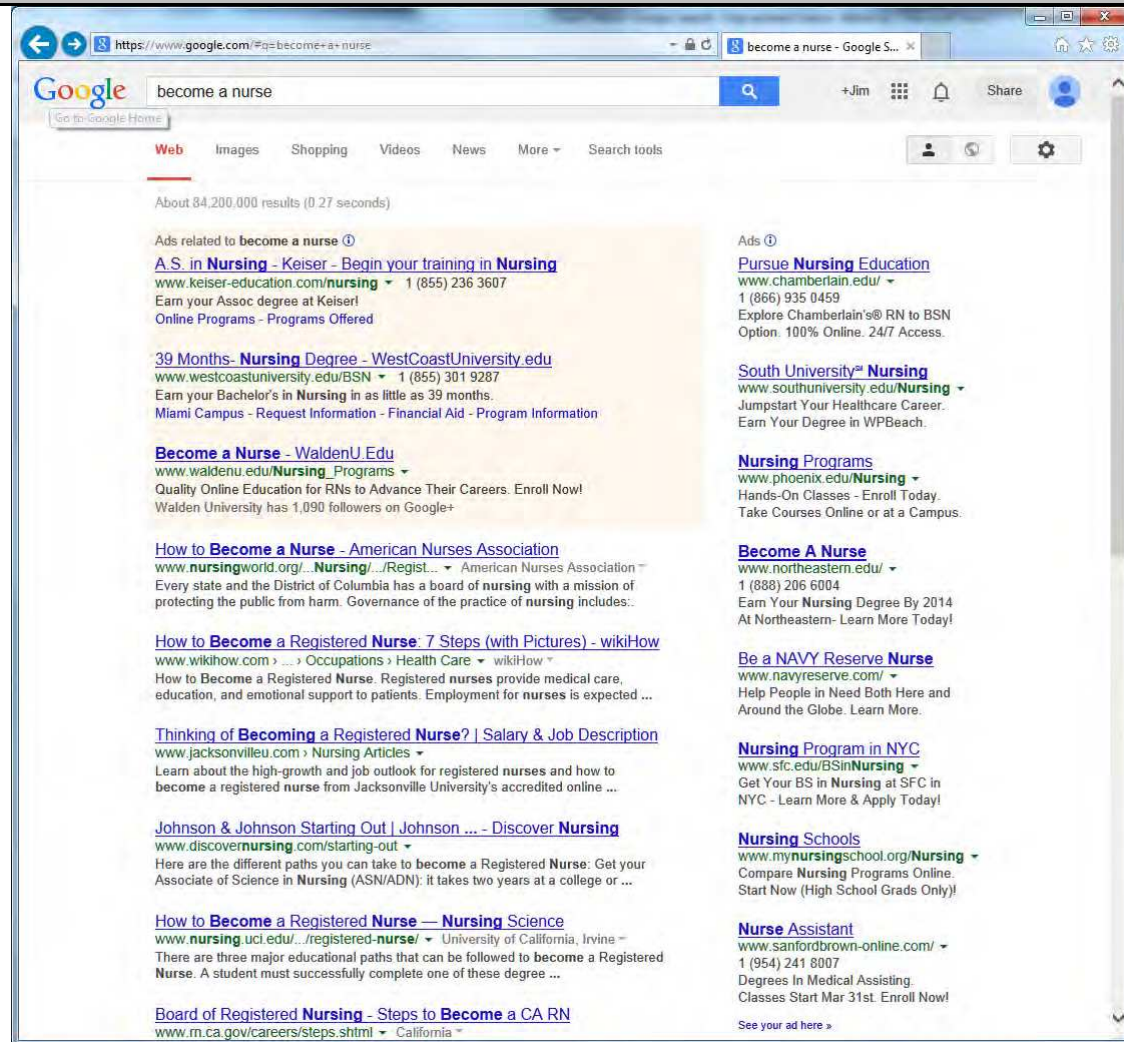 https://www.google.com/#q=become+a+nurse
become a nurse - Google S...
Google
become a nurse
+Jim
Share
Go to Google Home
Web Images Shopping Videos News More Search tools
About 84,200,000 results (0.27 seconds)
Ads related to become a nurse
A.S. in Nursing - Keiser - Begin your training in Nursing
www.keiser-education.com/nursing 1 (855) 236 3607
Earn your Assoc degree at Keiser!
Online Programs - Programs Offered
39 Months- Nursing Degree - WestCoastUniversity.edu
www.westcoastuniversity.edu/BSN 1 (855) 301 9287
Earn your Bachelor's in Nursing in as little as 39 months.
Miami Campus - Request Information - Financial Aid - Program Information
Become a Nurse - WaldenU.Edu
www.waldenu.edu/Nursing_Programs
Quality Online Education for RNs to Advance Their Careers. Enroll Now!
Walden University has 1,090 followers on Google+
How to Become a Nurse - American Nurses Association
www.nursingworld.org/...Nursing/.../Regist... American Nurses Association
Every state and the District of Columbia has a board of nursing with a mission of
protecting the public from harm. Governance of the practice of nursing includes:.
How to Become a Registered Nurse: 7 Steps (with Pictures) - wikiHow
www.wikihow.com › ... › Occupations › Health Care wikiHow
How to Become a Registered Nurse. Registered nurses provide medical care,
education, and emotional support to patients. Employment for nurses is expected ...
Thinking of Becoming a Registered Nurse? | Salary & Job Description
www.jacksonvilleu.com › Nursing Articles
Learn about the high-growth and job outlook for registered nurses and how to
become a registered nurse from Jacksonville University's accredited online ...
Johnson & Johnson Starting Out | Johnson ... - Discover Nursing
www.discovernursing.com/starting-out
Here are the different paths you can take to become a Registered Nurse: Get your
Associate of Science in Nursing (ASN/ADN): it takes two years at a college or ...
How to Become a Registered Nurse — Nursing Science
www.nursing.uci.edu/.../registered-nurse/ University of California, Irvine
There are three major educational paths that can be followed to become a Registered
Nurse. A student must successfully complete one of these degree ...
Board of Registered Nursing - Steps to Become a CA RN
www.rn.ca.gov/careers/steps.shtml California
Ads
Pursue Nursing Education
www.chamberlain.edu/
1 (866) 935 0459
Explore Chamberlain's® RN to BSN
Option. 100% Online. 24/7 Access.
South University℠ Nursing
www.southuniversity.edu/Nursing
Jumpstart Your Healthcare Career.
Earn Your Degree in WPBeach.
Nursing Programs
www.phoenix.edu/Nursing
Hands-On Classes - Enroll Today.
Take Courses Online or at a Campus.
Become A Nurse
www.northeastern.edu/
1 (888) 206 6004
Earn Your Nursing Degree By 2014
At Northeastern- Learn More Today!
Be a NAVY Reserve Nurse
www.navyreserve.com/
Help People in Need Both Here and
Around the Globe. Learn More.
Nursing Program in NYC
www.sfc.edu/BSinNursing
Get Your BS in Nursing at SFC in
NYC - Learn More & Apply Today!
Nursing Schools
www.mynursingschool.org/Nursing
Compare Nursing Programs Online.
Start Now (High School Grads Only)!
Nurse Assistant
www.sanfordbrown-online.com/
1 (954) 241 8007
Degrees In Medical Assisting.
Classes Start Mar 31st. Enroll Now!
See your ad here »